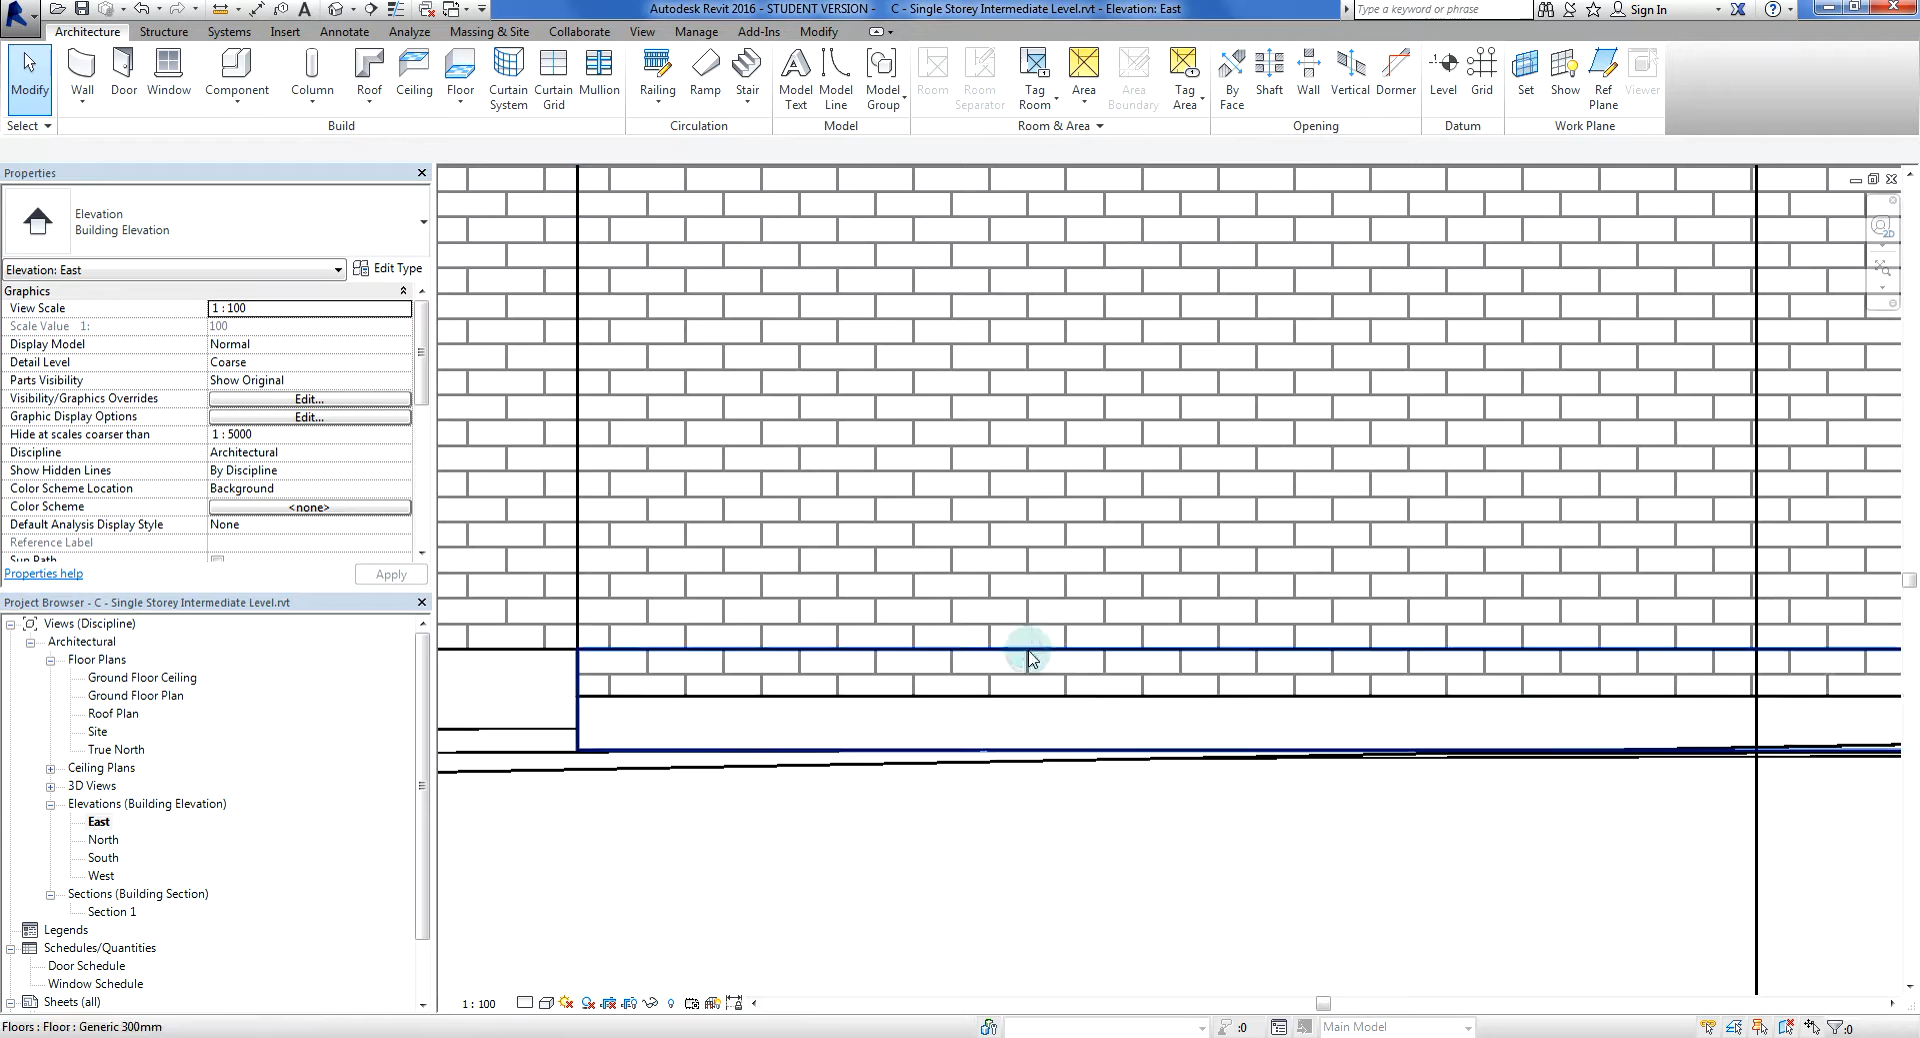 Autodesk Revit 2016 - STUDENT VERSION - C - Single Storey Intermediate Level.rvt - Elevation: East
Type a keyword or phrase
Sign In
Architecture Structure Systems Insert Annotate Analyze Massing & Site Collaborate View Manage Add-Ins Modify
Modify Wall Door Window Component Column Roof Ceiling Floor Curtain System Curtain Grid Mullion Railing Ramp Stair Model Text Model Line Model Group Room Room Separator Tag Room Area Area Boundary Tag Area By Face Shaft Wall Vertical Dormer Level Grid Set Show Ref Plane Viewer
Select Build Circulation Model Room & Area Opening Datum Work Plane
Properties
Elevation
Building Elevation
Elevation: East Edit Type
Graphics
View Scale 1 : 100
Scale Value 1: 100
Display Model Normal
Detail Level Coarse
Parts Visibility Show Original
Visibility/Graphics Overrides Edit...
Graphic Display Options Edit...
Hide at scales coarser than 1 : 5000
Discipline Architectural
Show Hidden Lines By Discipline
Color Scheme Location Background
Color Scheme <none>
Default Analysis Display Style None
Reference Label
Sun Path
Properties help Apply
Project Browser - C - Single Storey Intermediate Level.rvt
Views (Discipline)
Architectural
Floor Plans
Ground Floor Ceiling
Ground Floor Plan
Roof Plan
Site
True North
Ceiling Plans
3D Views
Elevations (Building Elevation)
East
North
South
West
Sections (Building Section)
Section 1
Legends
Schedules/Quantities
Door Schedule
Window Schedule
Sheets (all)
2D
1 : 100
Floors : Floor : Generic 300mm
:0
Main Model
:0